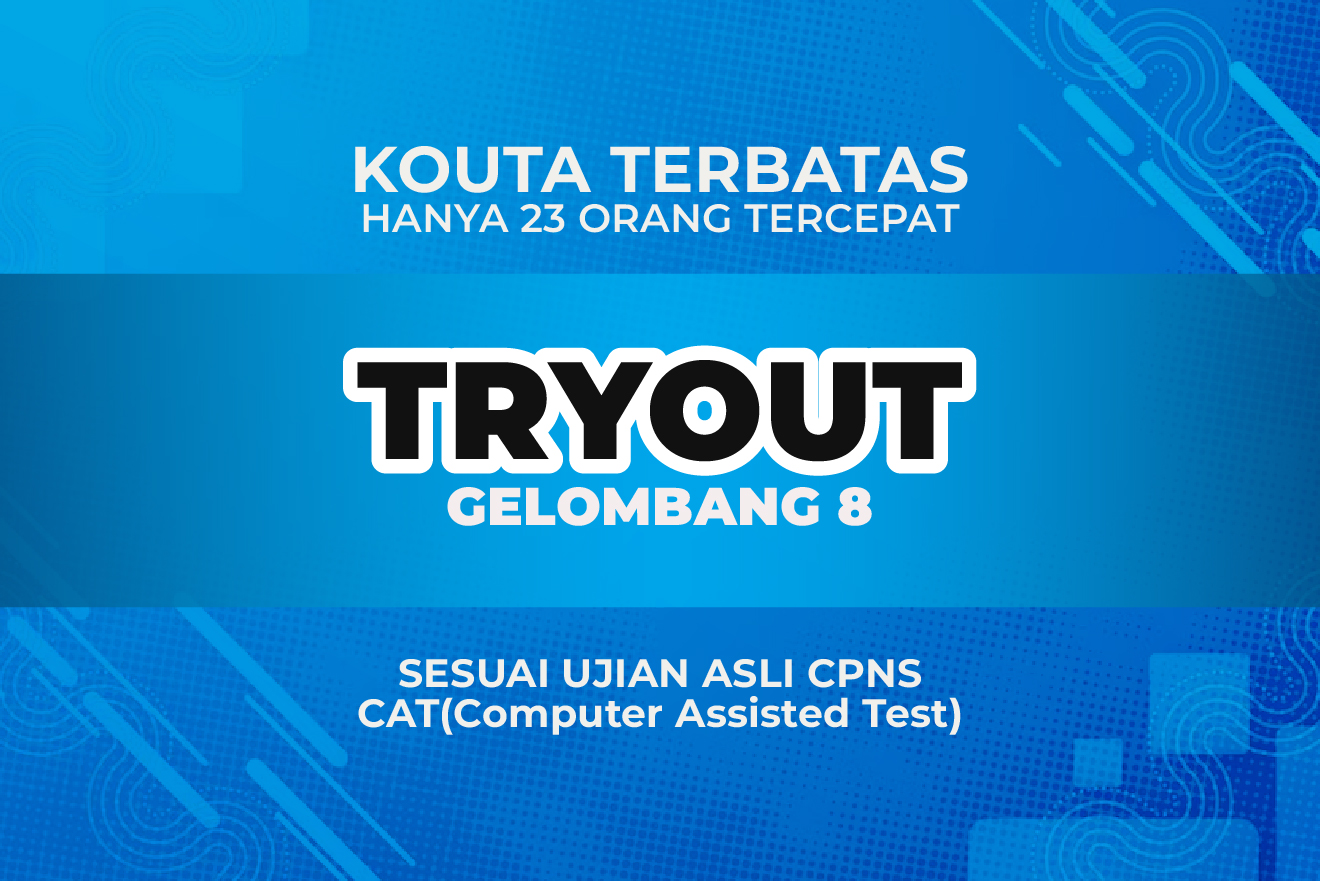 KOUTA TERBATAS
HANYA 23 ORANG TERCEPAT
TRYOUT
GELOMBANG 8
SESUAI UJIAN ASLI CPNS
CAT(Computer Assisted Test)